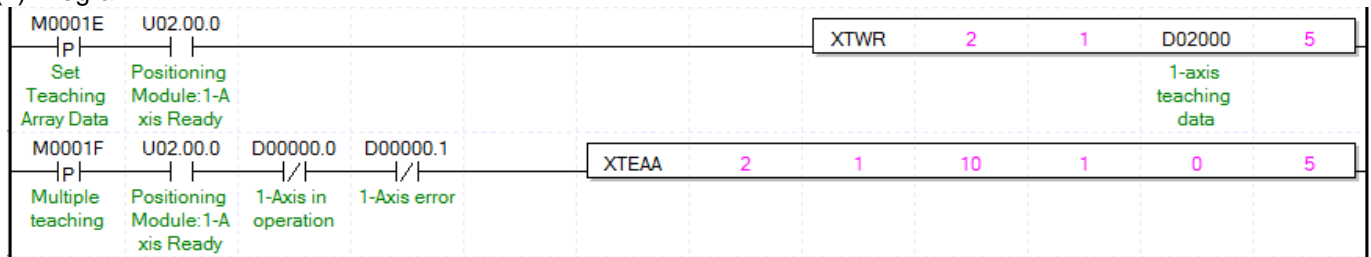 M0001E U02.00.0
P XTWR 2 1 D02000 5
Set Positioning 1-axis
Teaching Module:1-A teaching
Array Data xis Ready data
M0001F U02.00.0 D00000.0 D00000.1
P XTEAA 2 1 10 1 0 5
Multiple Positioning 1-Axis in 1-Axis error
teaching Module:1-A operation
xis Ready